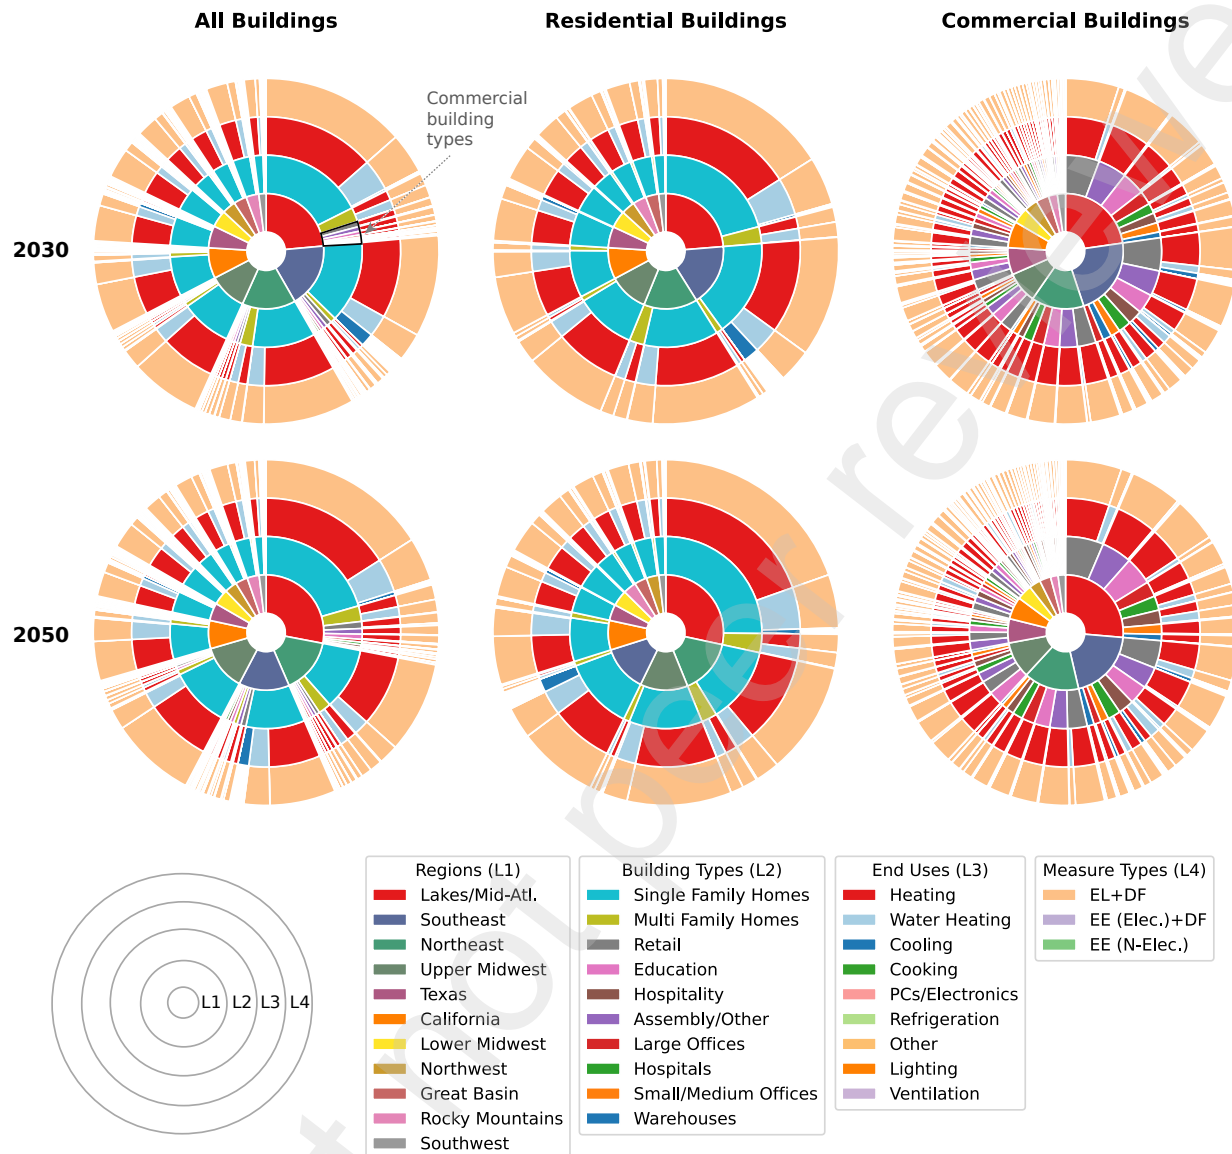 All Buildings
Residential Buildings
Commercial Buildings
Commercial
building
types
2030
2050
L1
L2
L3
L4
Regions (L1)
Lakes/Mid-Atl.
Southeast
Northeast
Upper Midwest
Texas
California
Lower Midwest
Northwest
Great Basin
Rocky Mountains
Southwest
Building Types (L2)
Single Family Homes
Multi Family Homes
Retail
Education
Hospitality
Assembly/Other
Large Offices
Hospitals
Small/Medium Offices
Warehouses
End Uses (L3)
Heating
Water Heating
Cooling
Cooking
PCs/Electronics
Refrigeration
Other
Lighting
Ventilation
Measure Types (L4)
EL+DF
EE (Elec.)+DF
EE (N-Elec.)
not peer reviewe